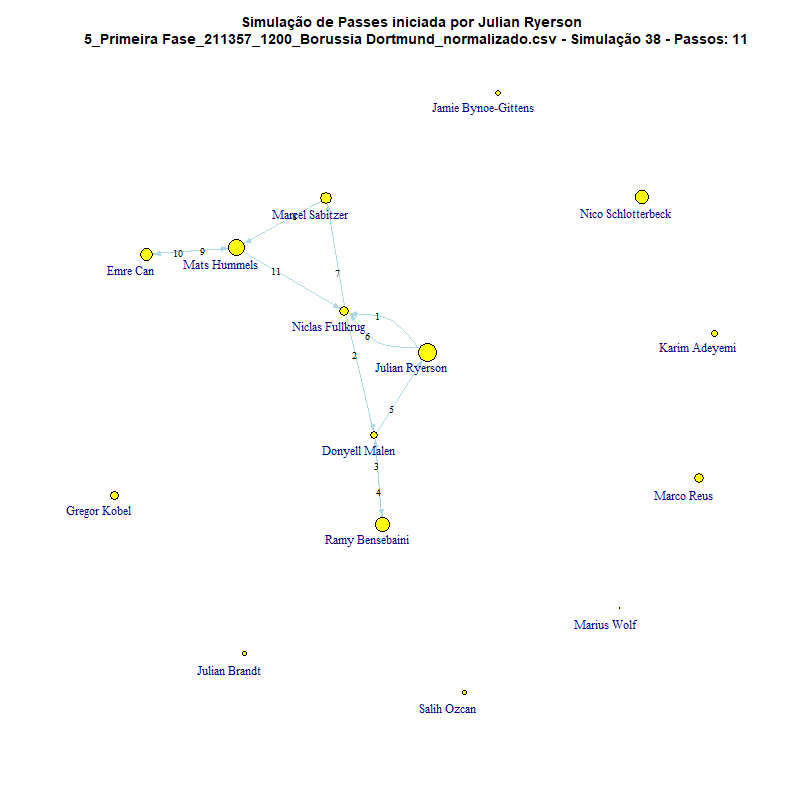 Simulação de Passes iniciada por Julian Ryerson
5_Primeira Fase_211357_1200_Borussia Dortmund_normalizado.csv - Simulação 38 - Passos: 11
Jamie Bynoe-Gittens
Nico Schlotterbeck
Marcel Sabitzer
10
9
Mats Hummels
Emre Can
11
7
1
Niclas Fullkrug
6
2
Karim Adeyemi
Julian Ryerson
5
Donyell Malen
3
4
Marco Reus
Gregor Kobel
Ramy Bensebaini
Marius Wolf
Julian Brandt
Salih Ozcan